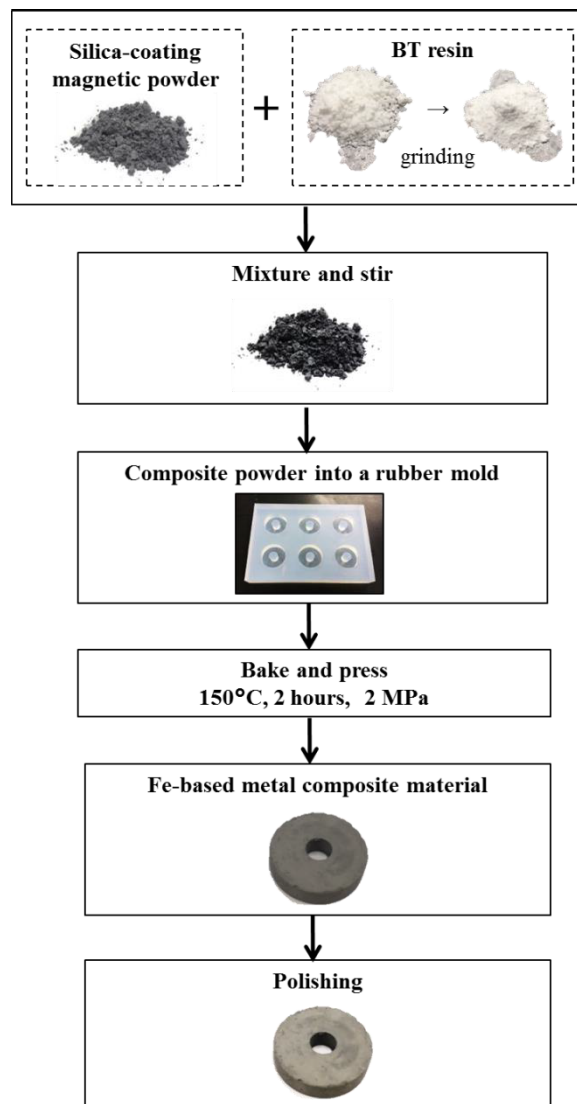 Silica-coating
magnetic powder
+
BT resin
→
grinding
Mixture and stir
Composite powder into a rubber mold
Bake and press
150°C, 2 hours, 2 MPa
Fe-based metal composite material
Polishing